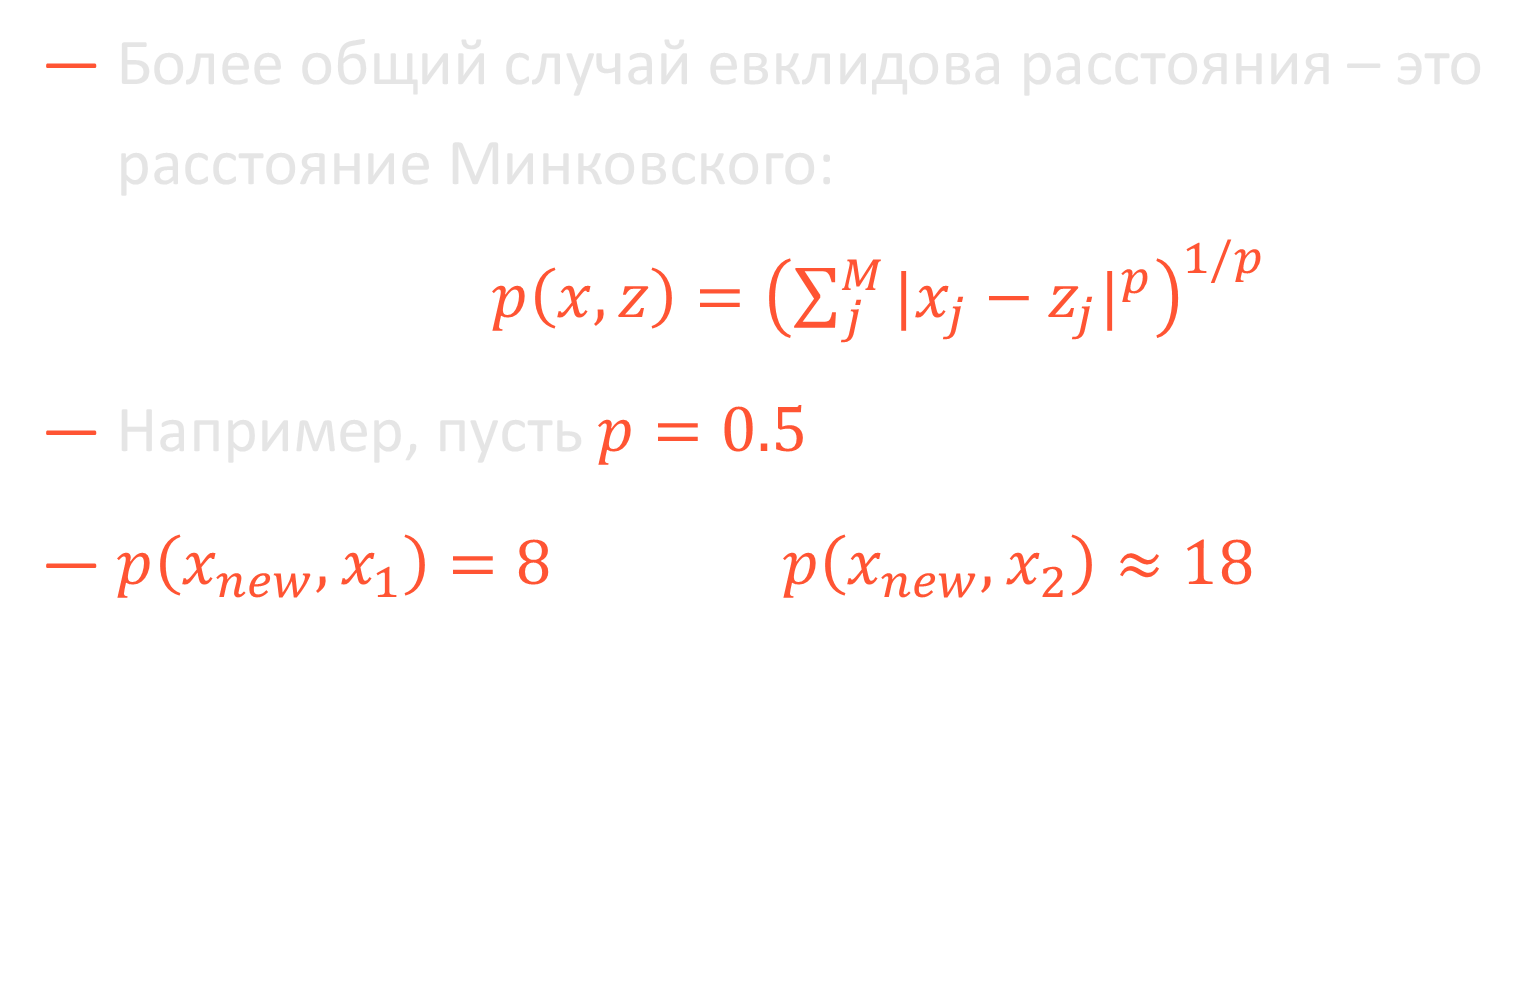 — Более общий случай евклидова расстояния – это
расстояние Минковского:
p(x, z) = (∑_j^M |x_j − z_j|^p)^{1/p}
— Например, пусть p = 0.5
— p(x_new, x_1) = 8 p(x_new, x_2) ≈ 18